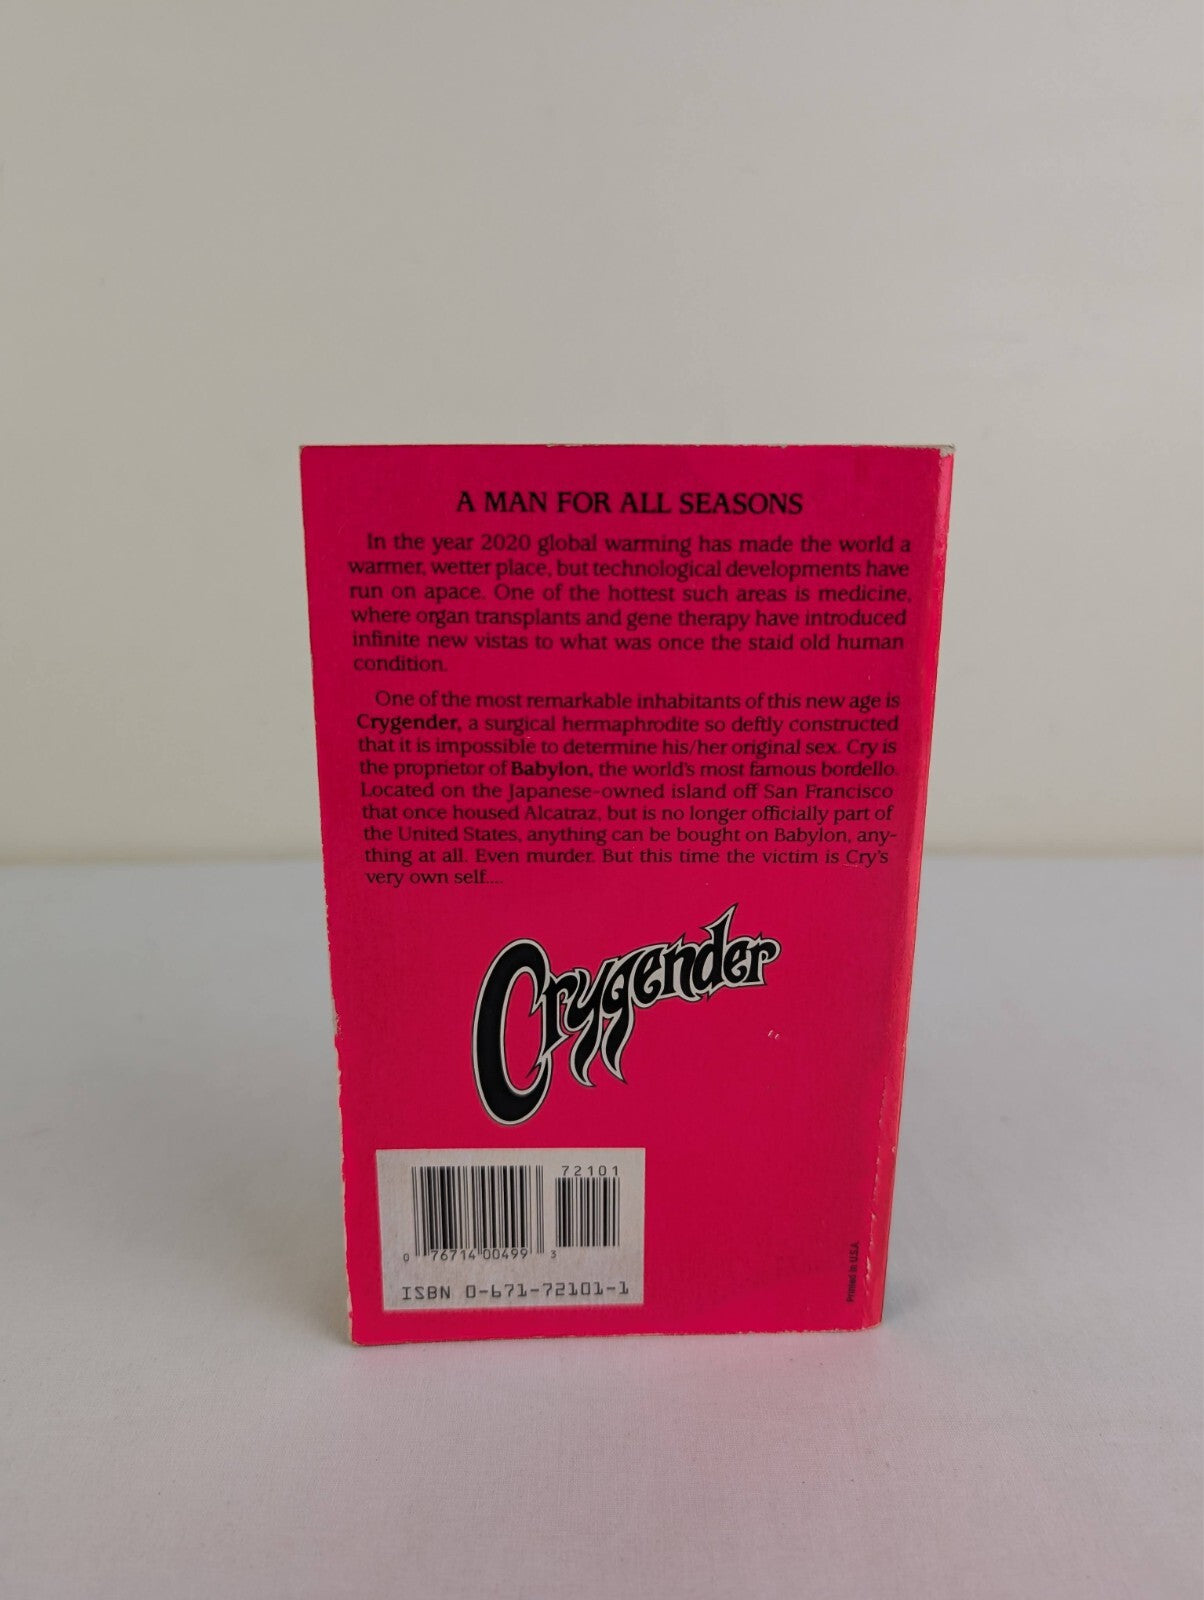 A MAN FOR ALL SEASONS
In the year 2020 global warming has made the world a
warmer, wetter place, but technological developments have
run on apace. One of the hottest such areas is medicine,
where organ transplants and gene therapy have introduced
infinite new vistas to what was once the staid old human
condition.
One of the most remarkable inhabitants of this new age is
Crygender, a surgical hermaphrodite so deftly constructed
that it is impossible to determine his/her original sex. Cry is
the proprietor of Babylon, the world's most famous bordello.
Located on the Japanese-owned island off San Francisco
that once housed Alcatraz, but is no longer officially part of
the United States, anything can be bought on Babylon, any-
thing at all. Even murder. But this time the victim is Cry's
very own self....
Crygender
72101
0 76714 00499 3
ISBN 0-671-72101-1
Printed in U.S.A.